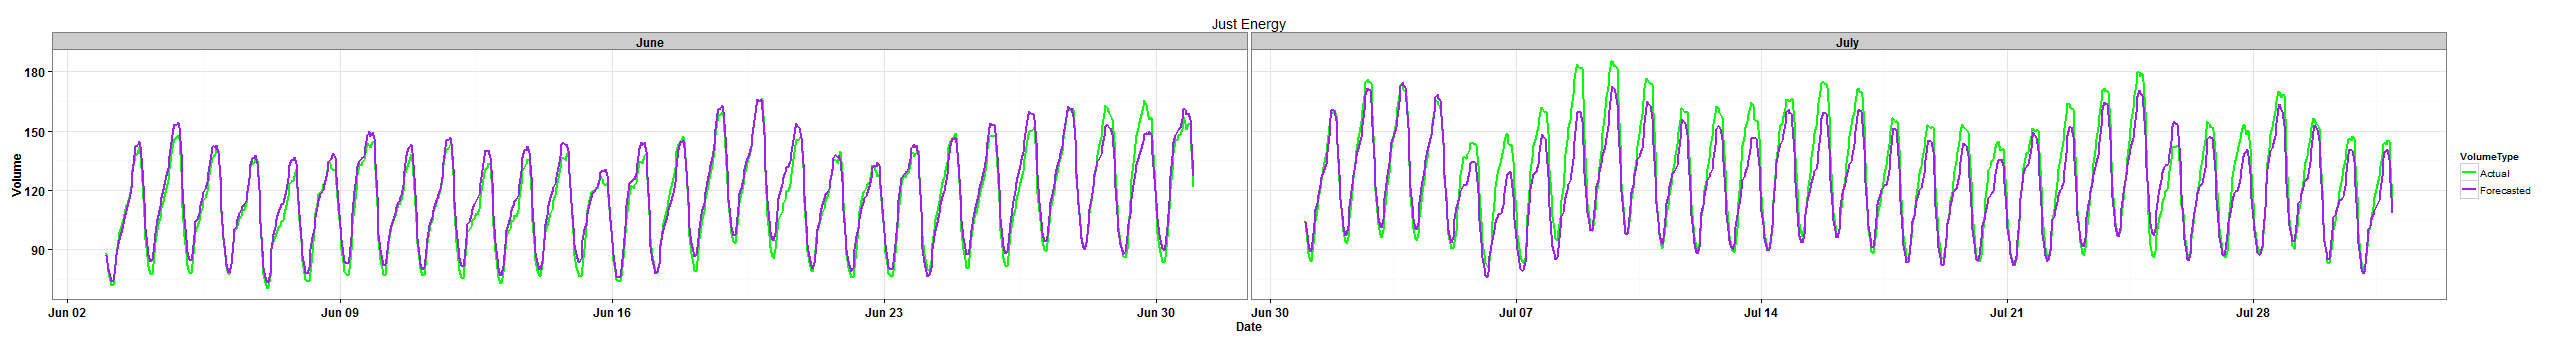 Just Energy
June
July
Volume
180
150
120
90
Jun 02
Jun 09
Jun 16
Jun 23
Jun 30
Jun 30
Jul 07
Jul 14
Jul 21
Jul 28
Date
VolumeType
Actual
Forecasted